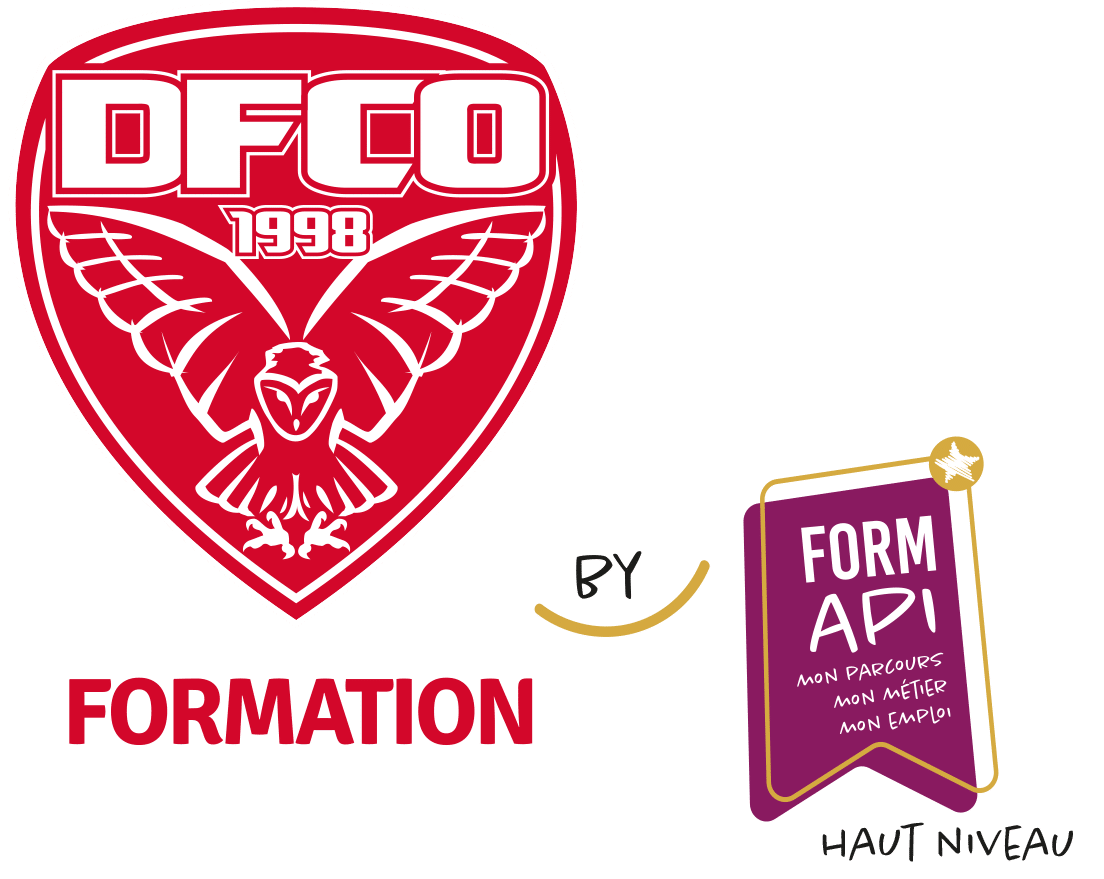 DFCO
1998
FORMATION
BY
FORM
API
MON PARCOURS
MON MÉTIER
MON EMPLOI
HAUT NIVEAU